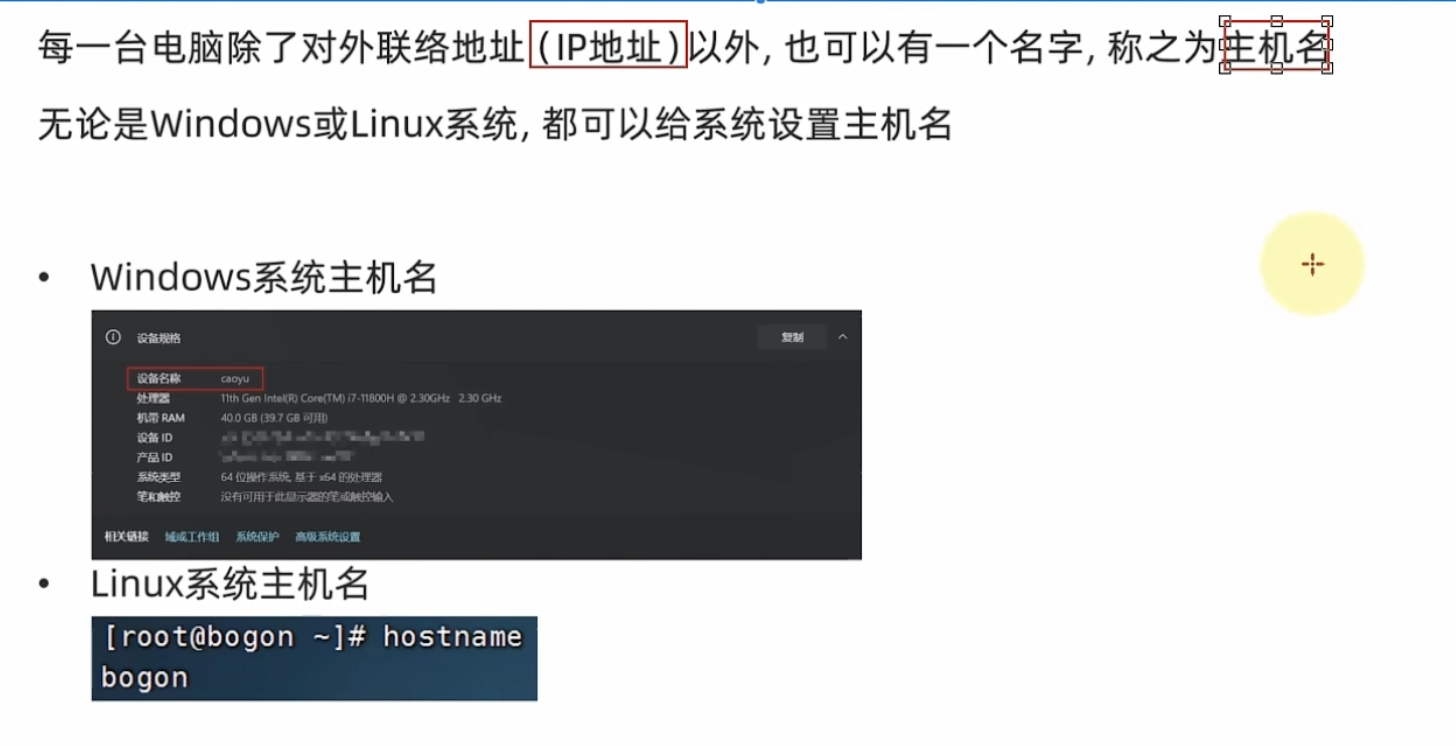 每一台电脑除了对外联络地址（IP地址）以外, 也可以有一个名字, 称之为主机名
无论是Windows或Linux系统, 都可以给系统设置主机名
• Windows系统主机名
设备规格 复制
设备名称 caoyu
处理器 11th Gen Intel(R) Core(TM) i7-11800H @ 2.30GHz 2.30 GHz
机带 RAM 40.0 GB (39.7 GB 可用)
设备 ID
产品 ID
系统类型 64 位操作系统, 基于 x64 的处理器
笔和触控 没有可用于此显示器的笔或触控输入
相关链接 域或工作组 系统保护 高级系统设置
• Linux系统主机名
[root@bogon ~]# hostname
bogon